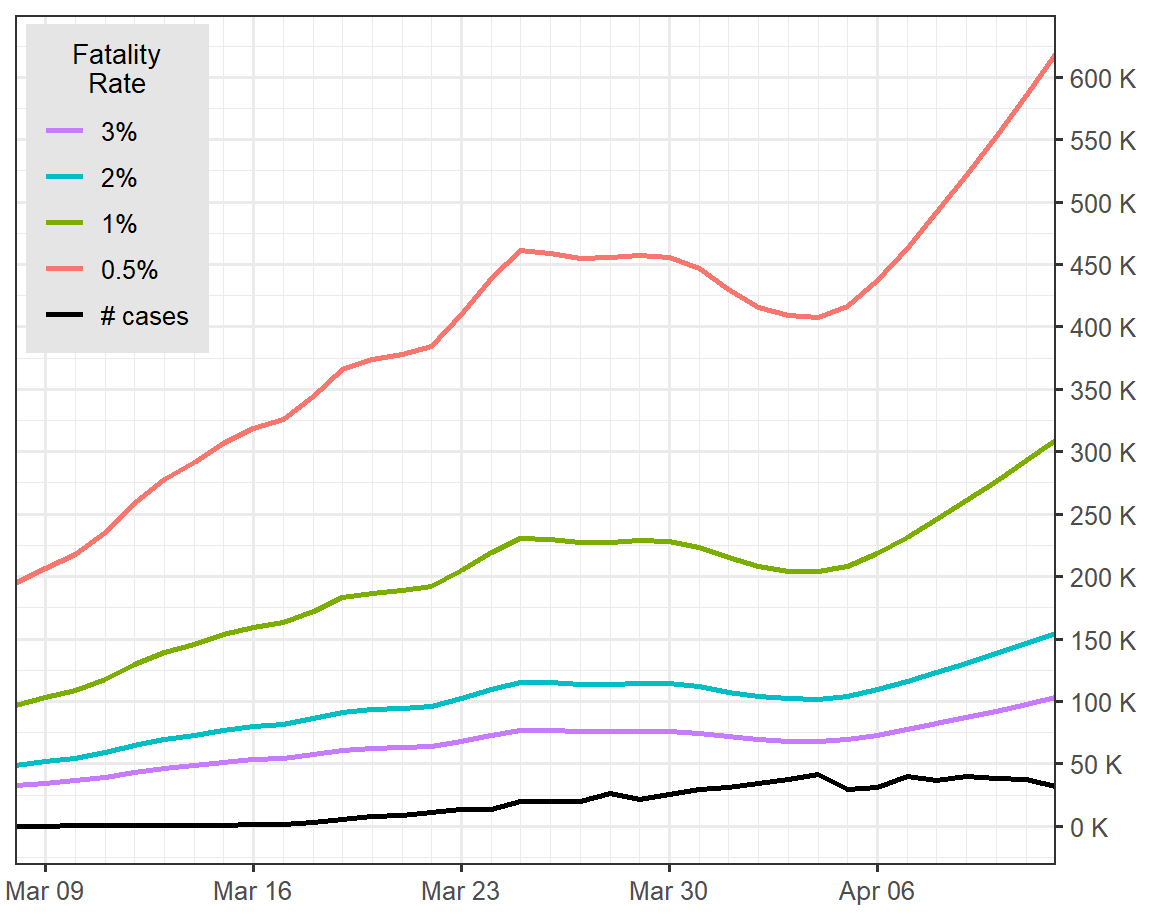 Fatality
Rate
3%
2%
1%
0.5%
# cases
600 K
550 K
500 K
450 K
400 K
350 K
300 K
250 K
200 K
150 K
100 K
50 K
0 K
Mar 09 Mar 16 Mar 23 Mar 30 Apr 06